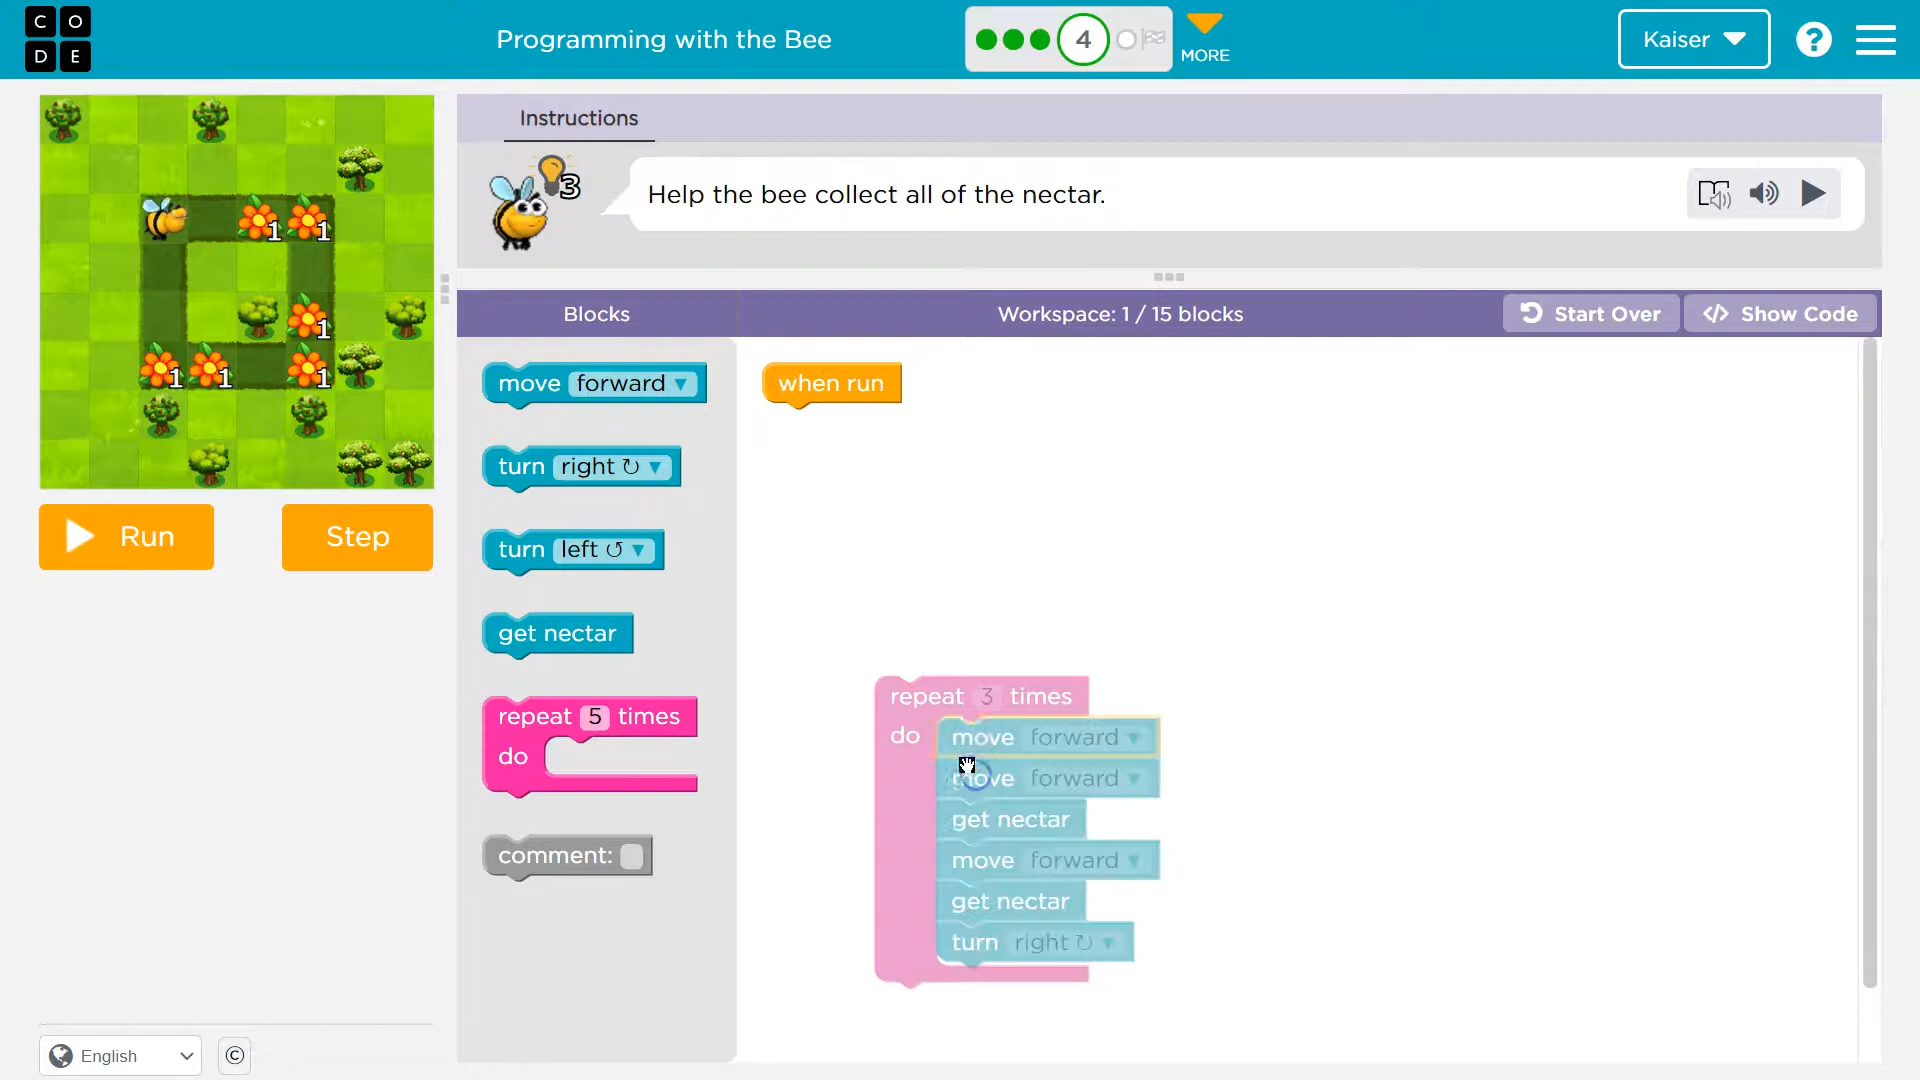 C O
D E
Programming with the Bee
4
MORE
Kaiser
?
Instructions
3
Help the bee collect all of the nectar.
1 1
1
1 1 1
Blocks
Workspace: 1 / 15 blocks
Start Over
Show Code
move forward
when run
turn right
Run
Step
turn left
get nectar
repeat 5 times
do
repeat 3 times
do move forward
move forward
get nectar
move forward
get nectar
turn right
comment:
English
©